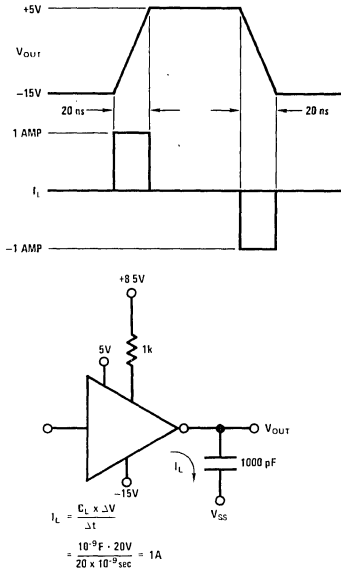 +5V
VOUT
-15V
20 ns
20 ns
1 AMP
IL
-1 AMP
+8 5V
5V
1k
VOUT
IL
1000 pF
-15V
VSS
IL = CL x ΔV / Δt
= 10⁻⁹F · 20V / 20 x 10⁻⁹sec = 1A